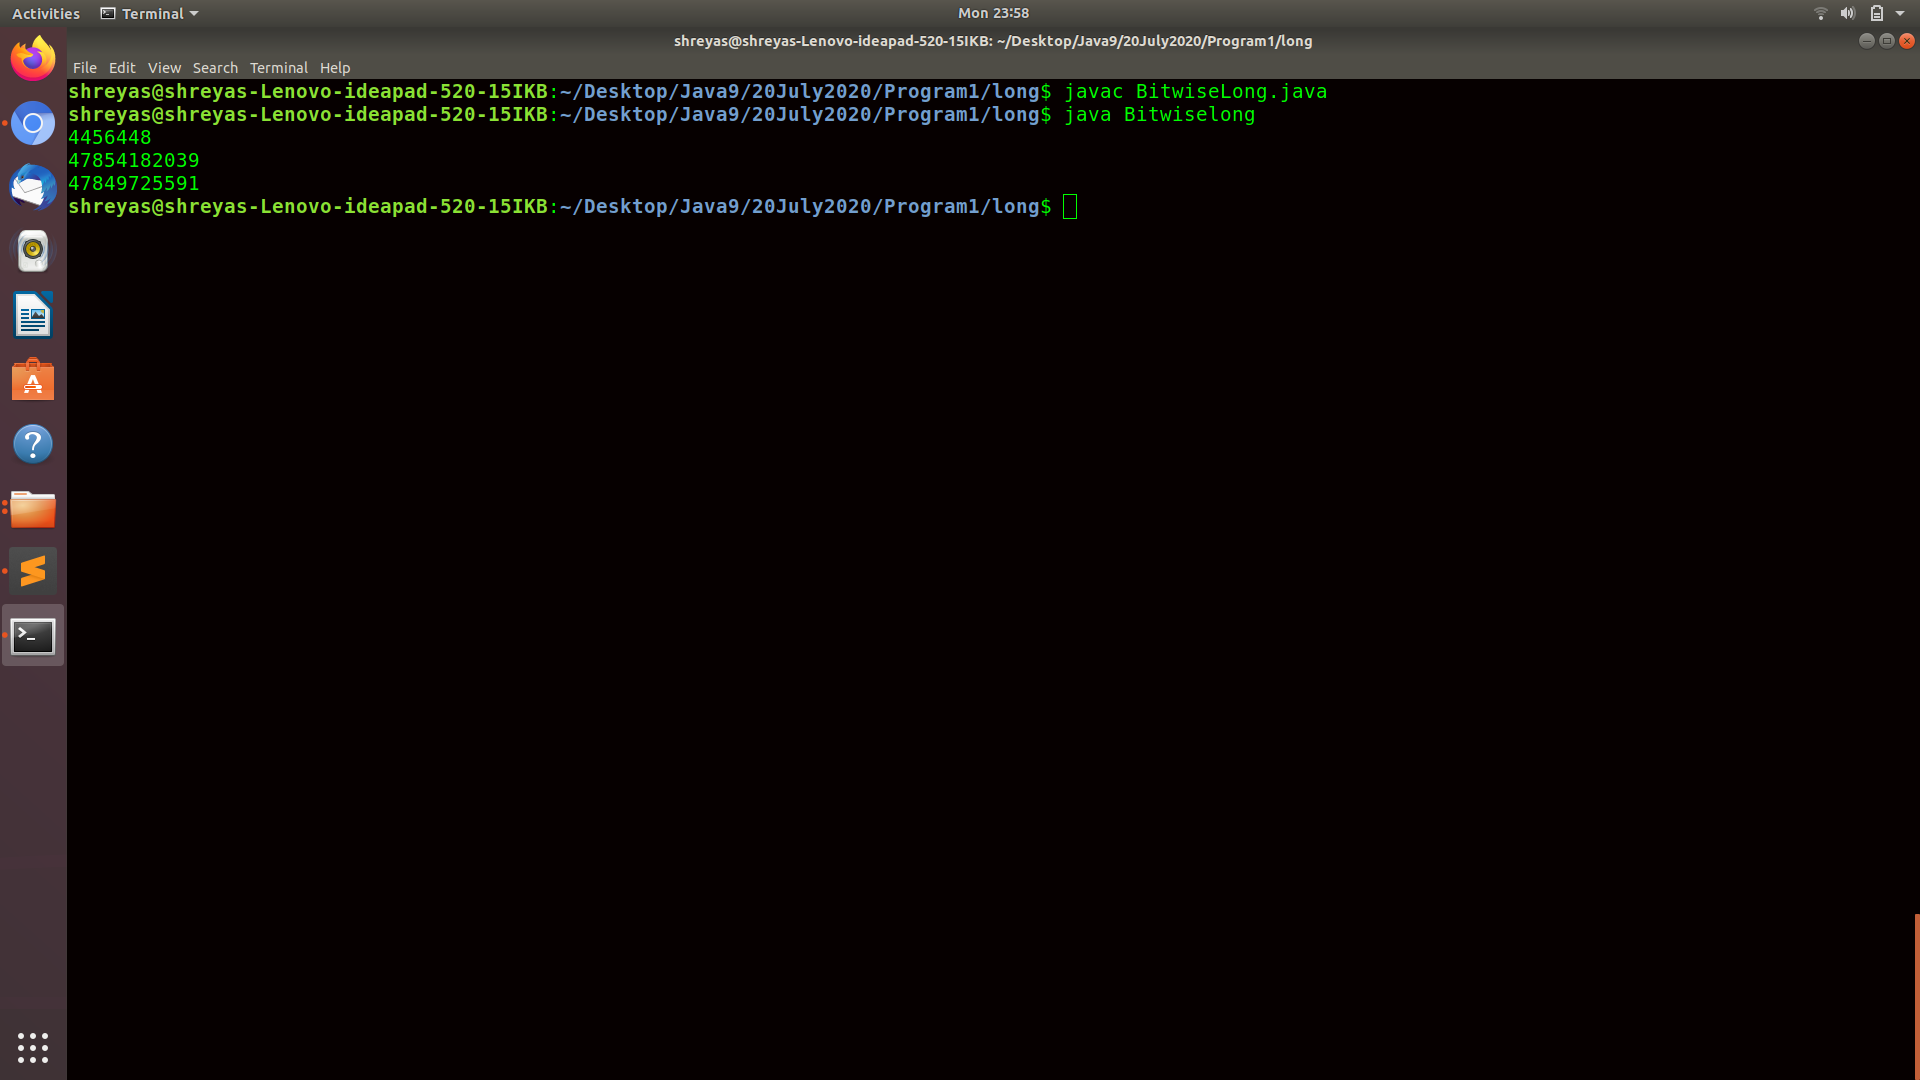 Activities Terminal Mon 23:58
shreyas@shreyas-Lenovo-ideapad-520-15IKB: ~/Desktop/Java9/20July2020/Program1/long
File Edit View Search Terminal Help
shreyas@shreyas-Lenovo-ideapad-520-15IKB:~/Desktop/Java9/20July2020/Program1/long$ javac BitwiseLong.java
shreyas@shreyas-Lenovo-ideapad-520-15IKB:~/Desktop/Java9/20July2020/Program1/long$ java Bitwiselong
4456448
47854182039
47849725591
shreyas@shreyas-Lenovo-ideapad-520-15IKB:~/Desktop/Java9/20July2020/Program1/long$